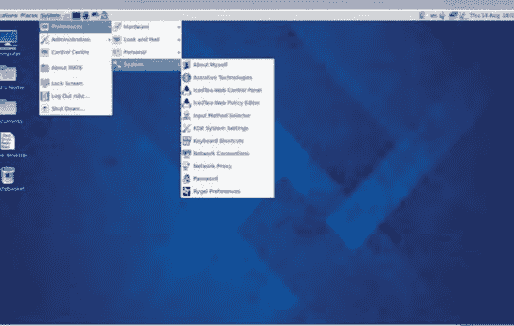 Places System
Thu 14 Aug,
Preferences
Administration
Control Centre
About MATE
Lock Screen
Log Out
Shut Down...
Hardware
Look and Feel
Personal
System
About Myself
Assistive Technologies
IcedTea-Web Control Panel
IcedTea-Web Policy Editor
Input Method Selector
KDE System Settings
Keyboard Shortcuts
Network Connections
Network Proxy
Password
Rygel Preferences